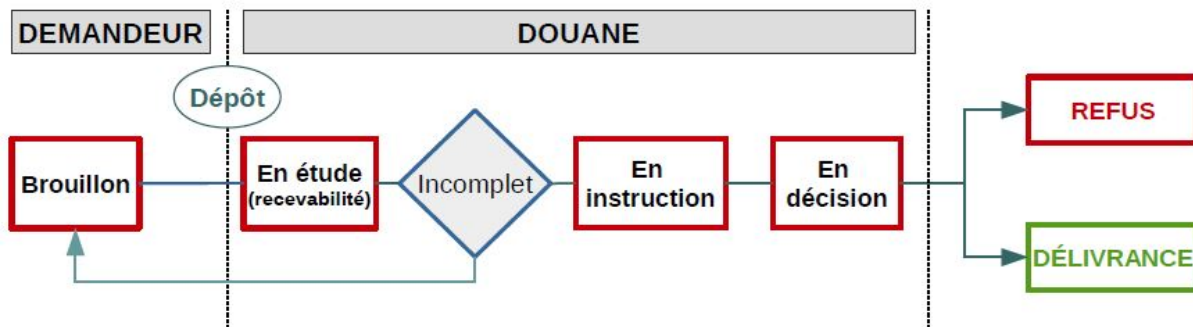 DEMANDEUR
DOUANE
Dépôt
Brouillon
En étude
(recevabilité)
Incomplet
En
instruction
En
décision
REFUS
DÉLIVRANCE